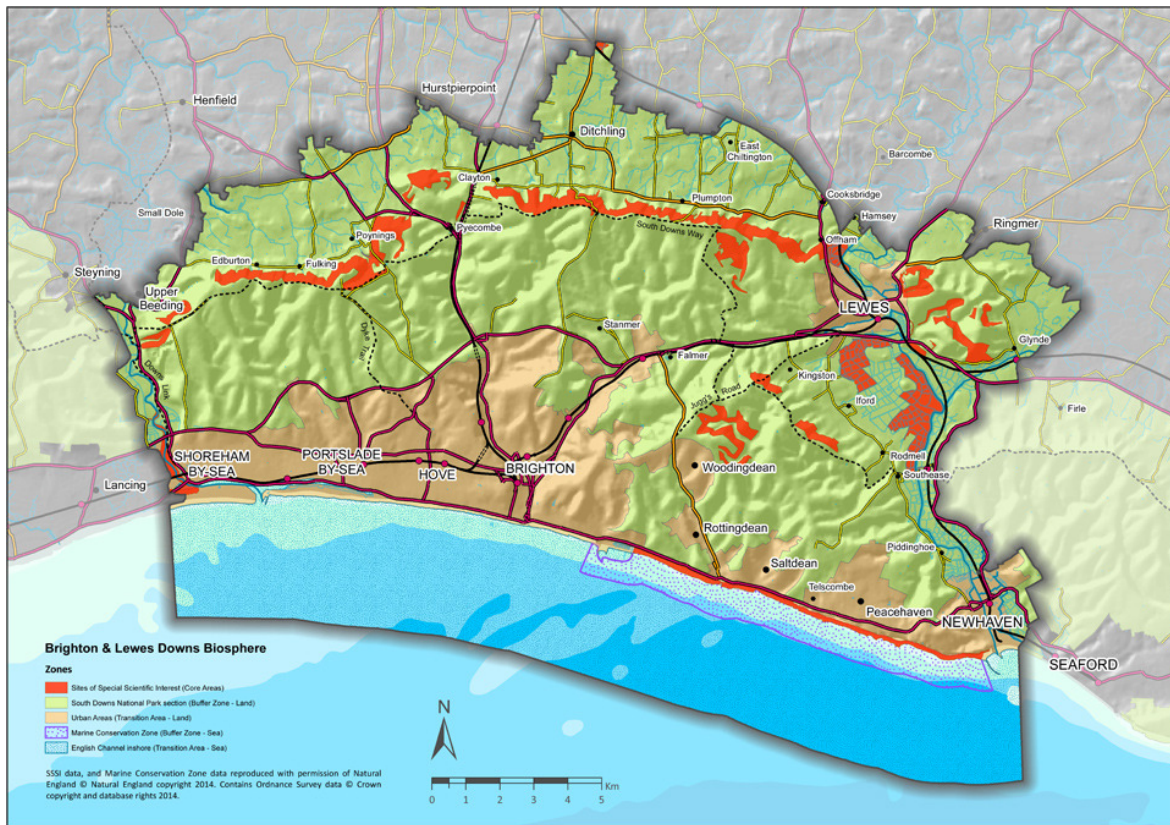 Hurstpierpoint
Henfield
Ditchling
East
Chiltington
Barcombe
Clayton
Small Dole
Plumpton
Cooksbridge
Hamsey
Ringmer
Poynings
Pyecombe
South Downs Way
Offham
Steyning
Edburton
Fulking
Upper
Beeding
LEWES
Stanmer
Dyke Trail
Glynde
Downs Link
Falmer
Kingston
Jugg's Road
Iford
Firle
SHOREHAM
BY-SEA
PORTSLADE
BY-SEA
HOVE
BRIGHTON
Woodingdean
Rodmell
Southease
Lancing
Rottingdean
Piddinghoe
Saltdean
Telscombe
Peacehaven
NEWHAVEN
SEAFORD
Brighton & Lewes Downs Biosphere
Zones
Sites of Special Scientific Interest (Core Areas)
South Downs National Park section (Buffer Zone - Land)
Urban Areas (Transition Area - Land)
Marine Conservation Zone (Buffer Zone - Sea)
English Channel inshore (Transition Area - Sea)
SSSI data, and Marine Conservation Zone data reproduced with permission of Natural
England © Natural England copyright 2014. Contains Ordnance Survey data © Crown
copyright and database rights 2014.
N
0 1 2 3 4 5 Km